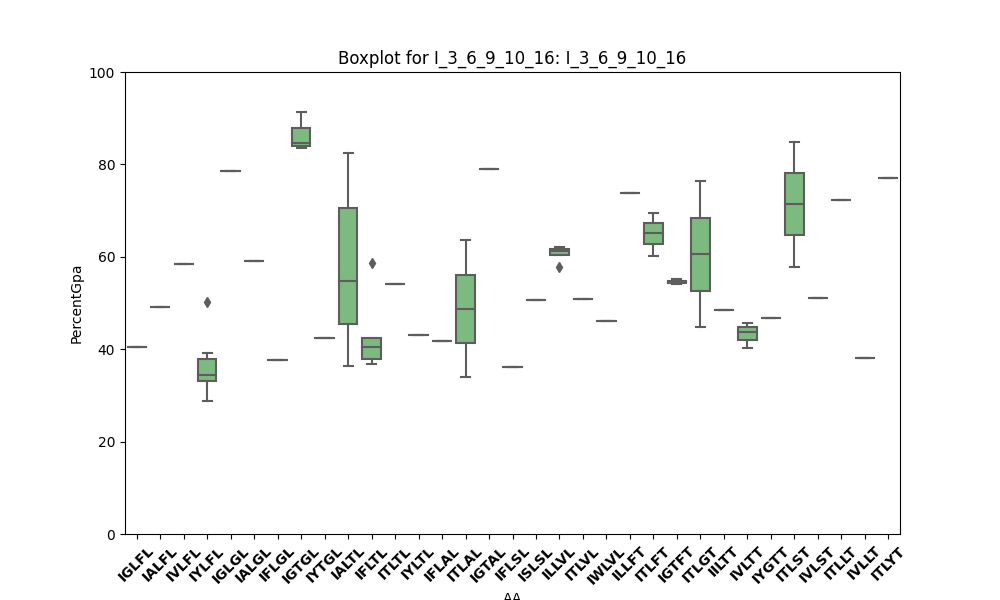 Boxplot for I_3_6_9_10_16: I_3_6_9_10_16
PercentGpa
100
80
60
40
20
0
IGLFL IALFL IVLFL IYLFL IGLGL IALGL IFLGL IGTGL IYTGL IALTL IFLTL ITLTL IYLTL IFLAL ITLAL IGTAL IFLSL ISLSL ILLVL ITLVL IWLVL ILLFT ITLFT IGTFT ITLGT IILTT IVLTT IYGTT ITLST IVLST ITLLT IVLLT ITLYT
AA